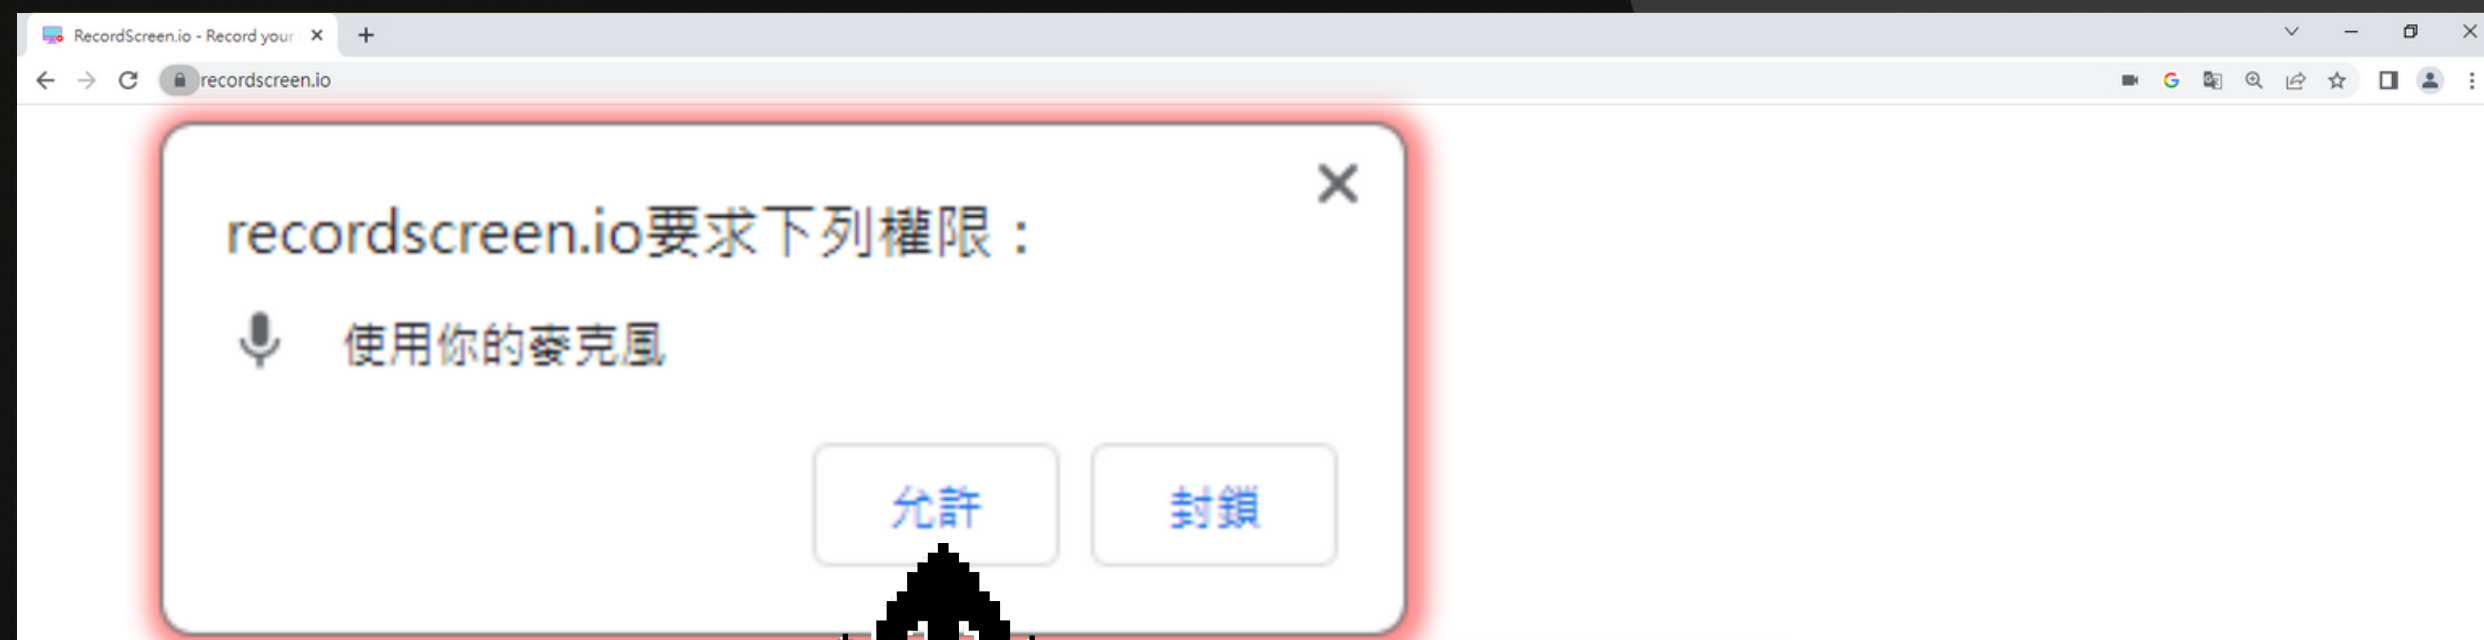 RecordScreen.io - Record your
recordscreen.io
recordscreen.io要求下列權限：
使用你的麥克風
允許
封鎖